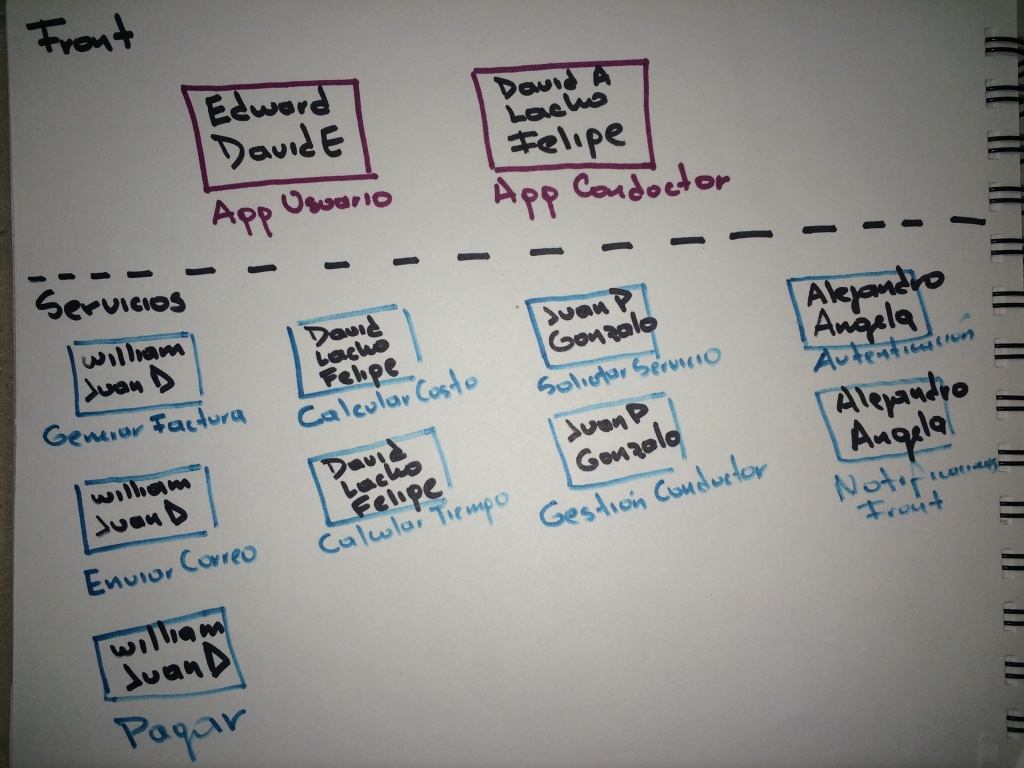 Front
Edward
David E
App Usuario
David A
Lacho
Felipe
App Conductor
Servicios
William
Juan D
Generar Factura
David
Lacho
Felipe
Calcular Costo
Juan P
Gonzalo
Solicitar Servicio
Alejandro
Angela
Autenticación
William
Juan D
Enviar Correo
David
Lacho
Felipe
Calcular Tiempo
Juan P
Gonzalo
Gestión Conductor
Alejandro
Angela
Notificaciones
Front
William
Juan D
Pagar